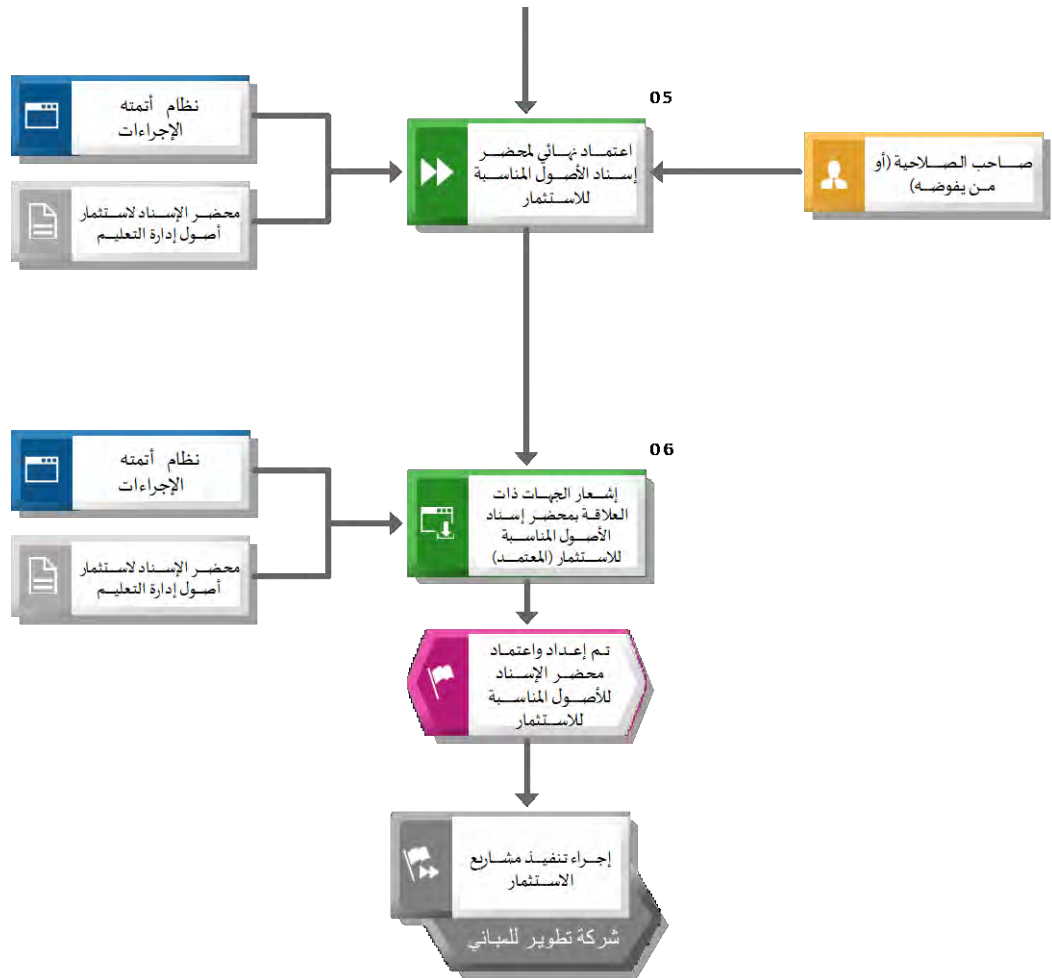 05
نظام أتمته
الإجراءات
اعتماد نهائي لمحضر
إسناد الأصول المناسبة
للاستثمار
صاحب الصلاحية (أو
من يفوضه)
محضر الإسناد لاستثمار
أصول إدارة التعليم
06
نظام أتمته
الإجراءات
إشعار الجهات ذات
العلاقة بمحضر إسناد
الأصول المناسبة
للاستثمار (المعتمد)
محضر الإسناد لاستثمار
أصول إدارة التعليم
تم إعداد واعتماد
محضر الإسناد
للأصول المناسبة
للاستثمار
إجراء تنفيذ مشاريع
الاستثمار
شركة تطوير للمباني